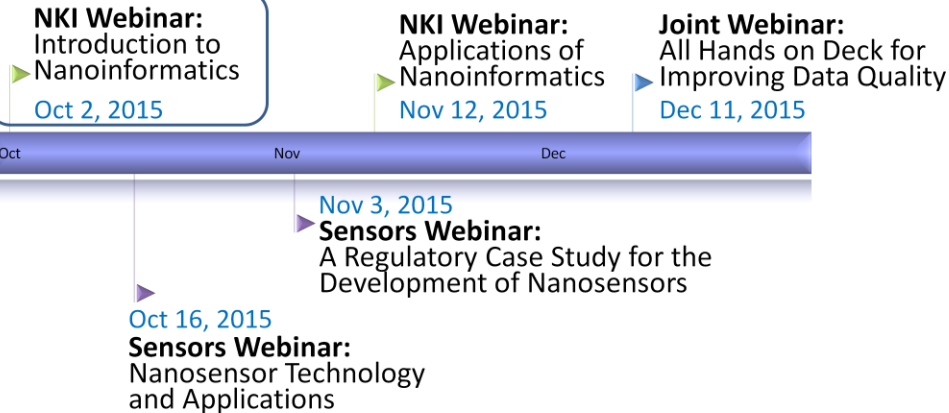 NKI Webinar:
Introduction to
Nanoinformatics
Oct 2, 2015
NKI Webinar:
Applications of
Nanoinformatics
Nov 12, 2015
Joint Webinar:
All Hands on Deck for
Improving Data Quality
Dec 11, 2015
Oct
Nov
Dec
Nov 3, 2015
Sensors Webinar:
A Regulatory Case Study for the
Development of Nanosensors
Oct 16, 2015
Sensors Webinar:
Nanosensor Technology
and Applications